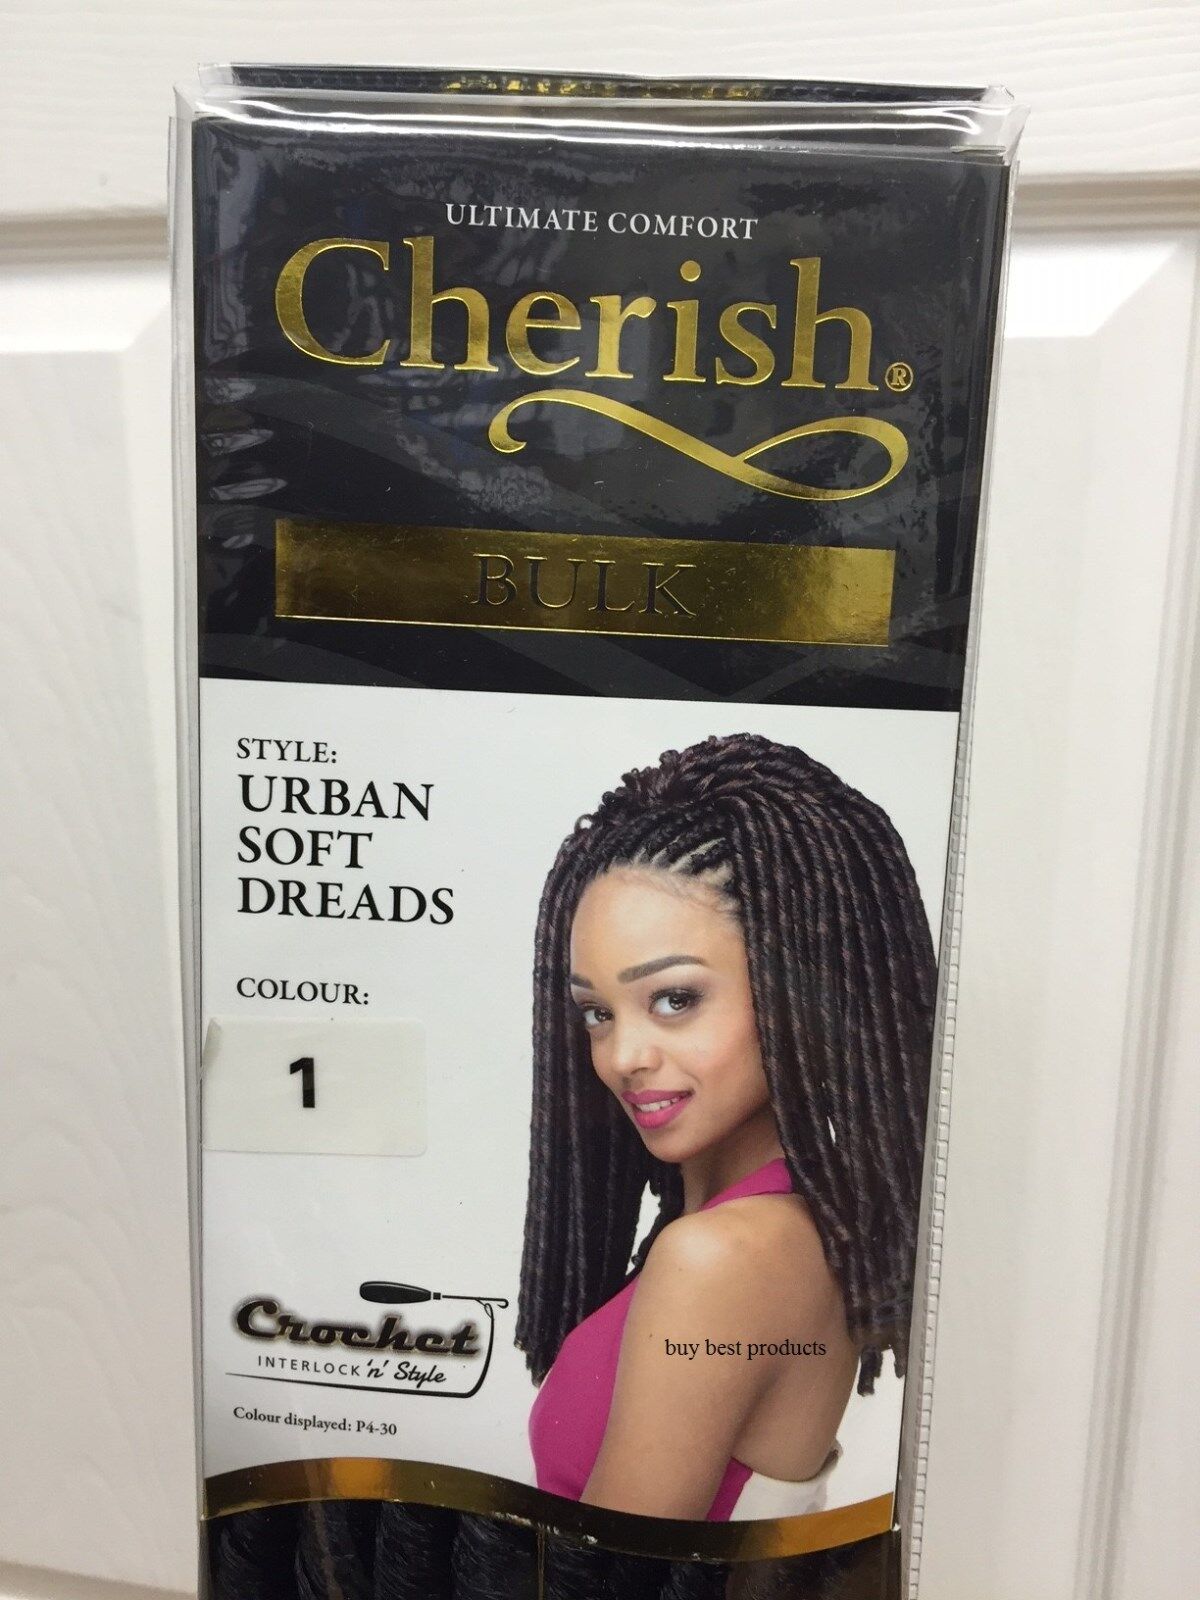 ULTIMATE COMFORT
Cherish®
BULK
STYLE:
URBAN
SOFT
DREADS
COLOUR:
1
Crochet
INTERLOCK 'n' Style
Colour displayed: P4-30
buy best products